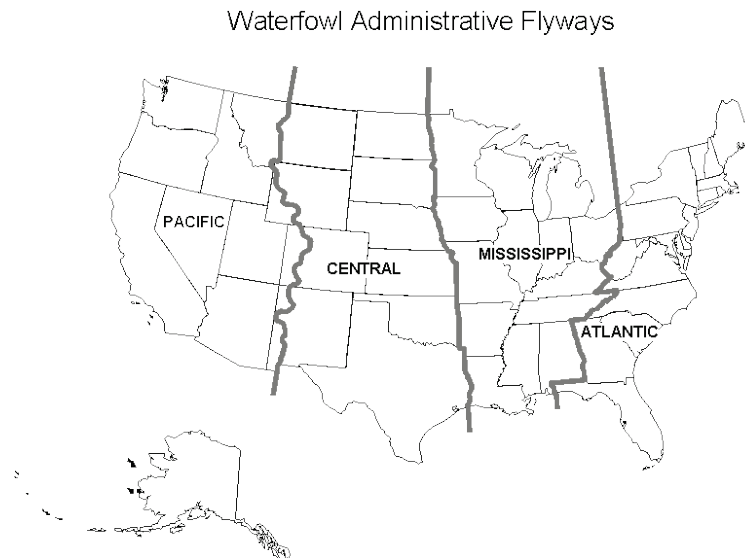 Waterfowl Administrative Flyways
PACIFIC
MISSISSIPPI
CENTRAL
ATLANTIC